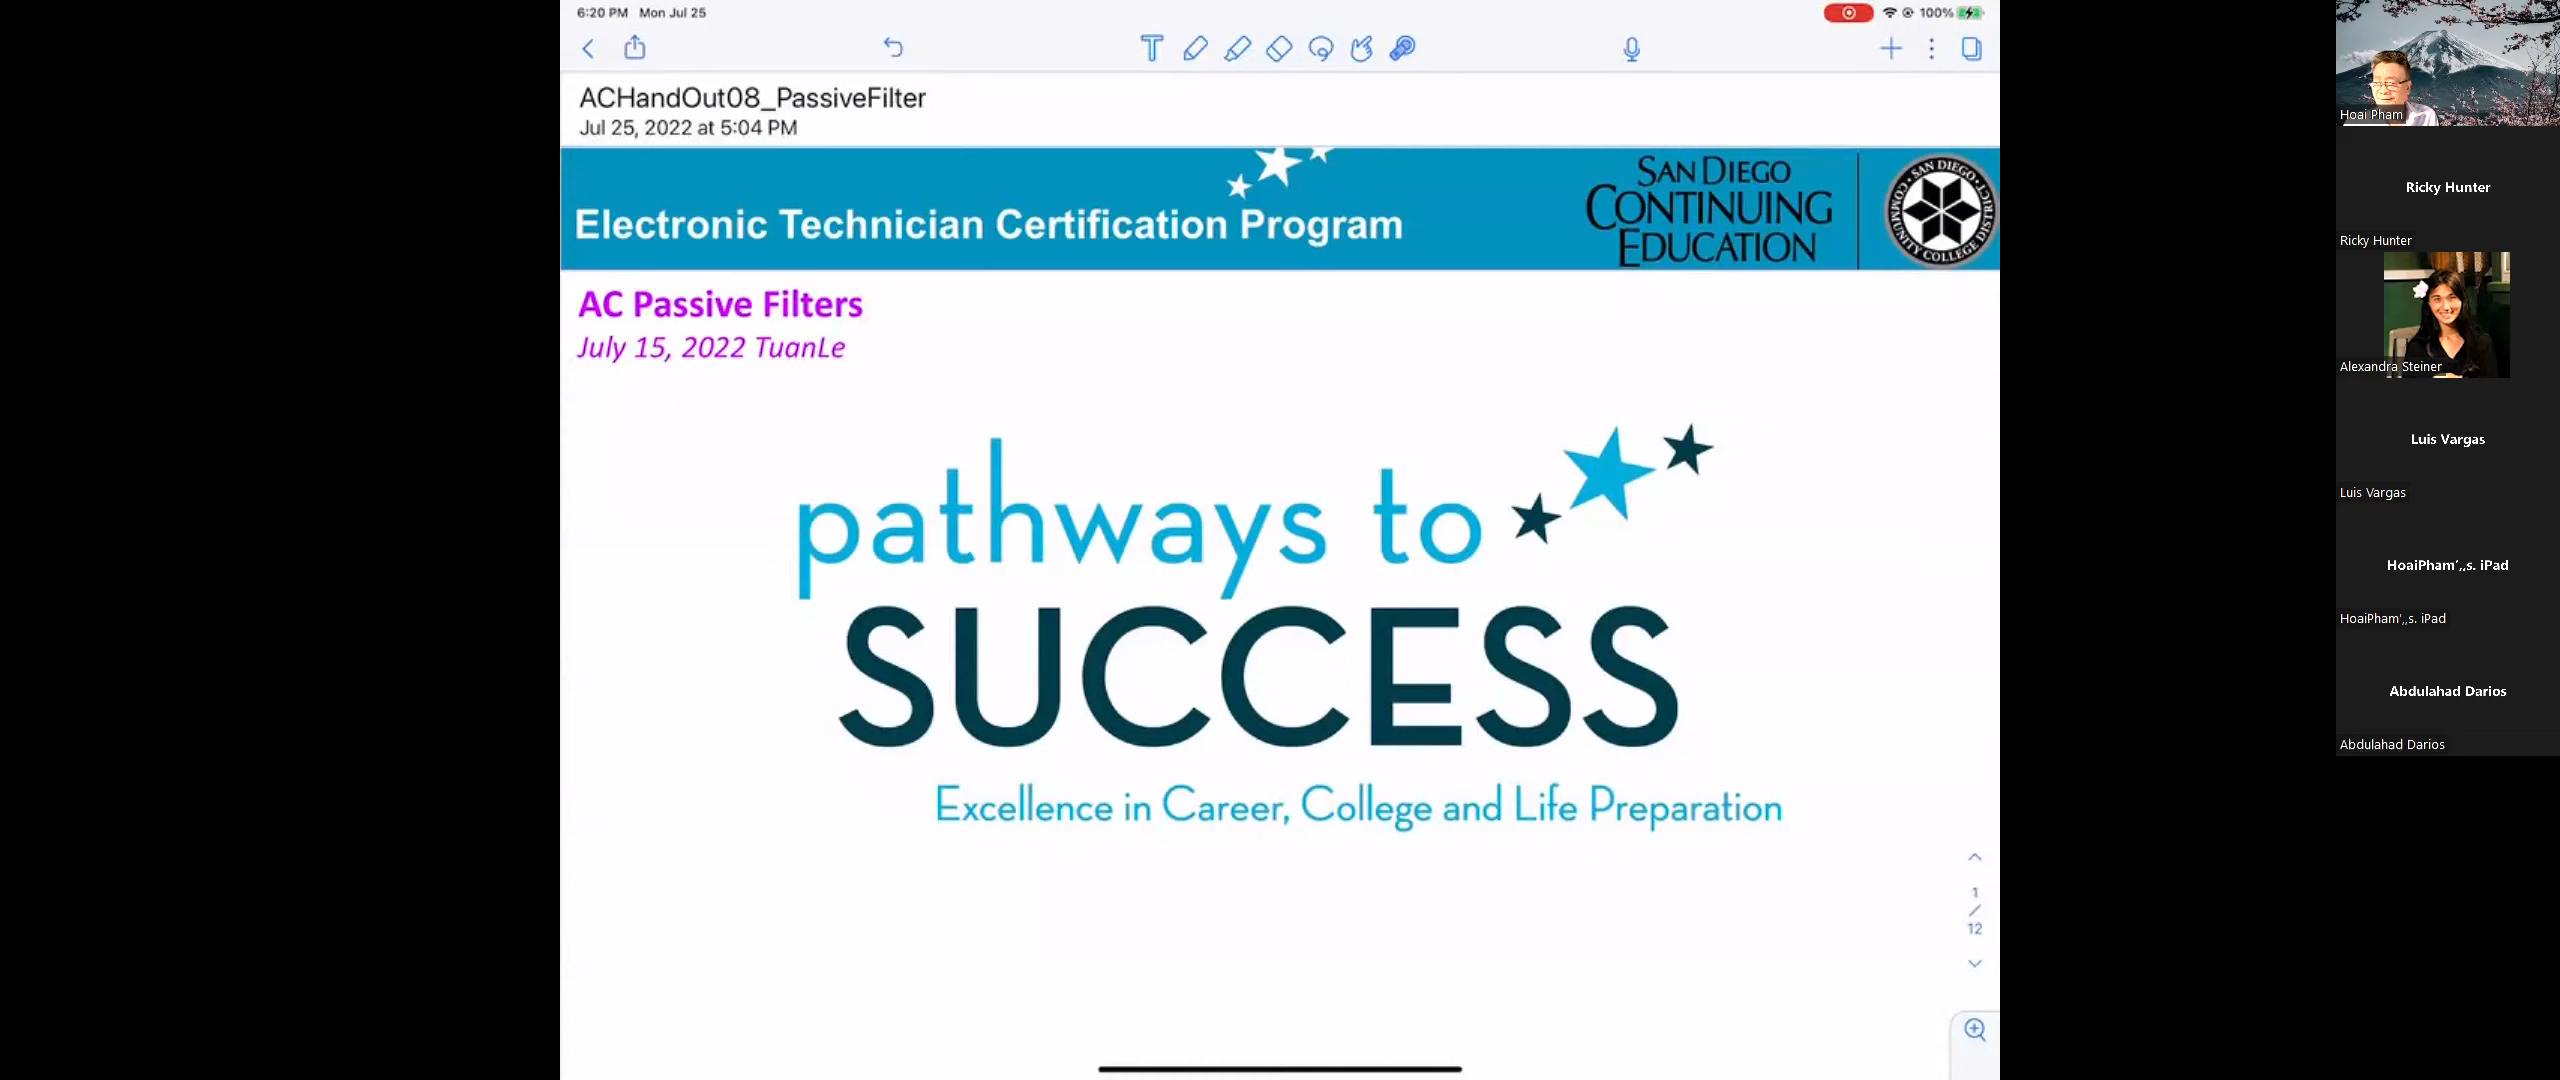 6:20 PM Mon Jul 25
100%
ACHandOut08_PassiveFilter
Jul 25, 2022 at 5:04 PM
Electronic Technician Certification Program
SAN DIEGO
CONTINUING
EDUCATION
SAN DIEGO
COMMUNITY COLLEGE DISTRICT
AC Passive Filters
July 15, 2022 TuanLe
pathways to
SUCCESS
Excellence in Career, College and Life Preparation
1
/
12
Hoai Pham
Ricky Hunter
Ricky Hunter
Alexandra Steiner
Luis Vargas
Luis Vargas
HoaiPham’,,s. iPad
HoaiPham’,,s. iPad
Abdulahad Darios
Abdulahad Darios